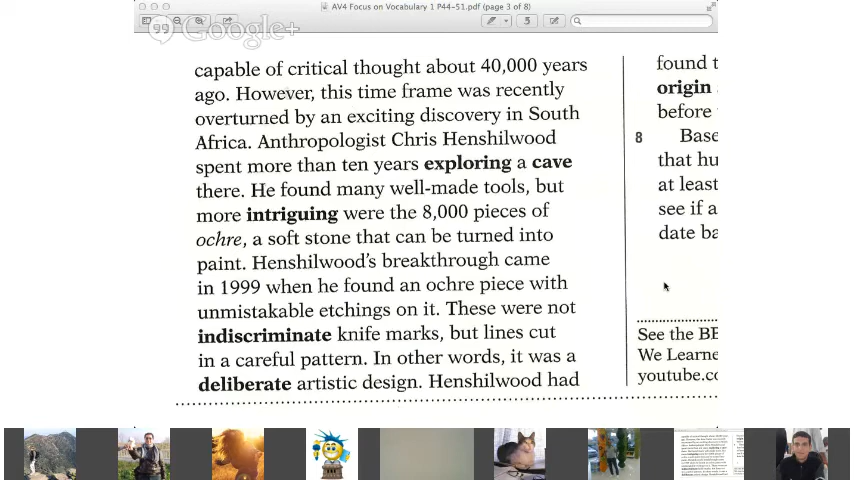 AV4 Focus on Vocabulary 1 P44-51.pdf (page 3 of 8)
Google+
capable of critical thought about 40,000 years
ago. However, this time frame was recently
overturned by an exciting discovery in South
Africa. Anthropologist Chris Henshilwood
spent more than ten years exploring a cave
there. He found many well-made tools, but
more intriguing were the 8,000 pieces of
ochre, a soft stone that can be turned into
paint. Henshilwood's breakthrough came
in 1999 when he found an ochre piece with
unmistakable etchings on it. These were not
indiscriminate knife marks, but lines cut
in a careful pattern. In other words, it was a
deliberate artistic design. Henshilwood had
found t
origin
before
8 Base
that hu
at least
see if a
date ba
See the BE
We Learne
youtube.co